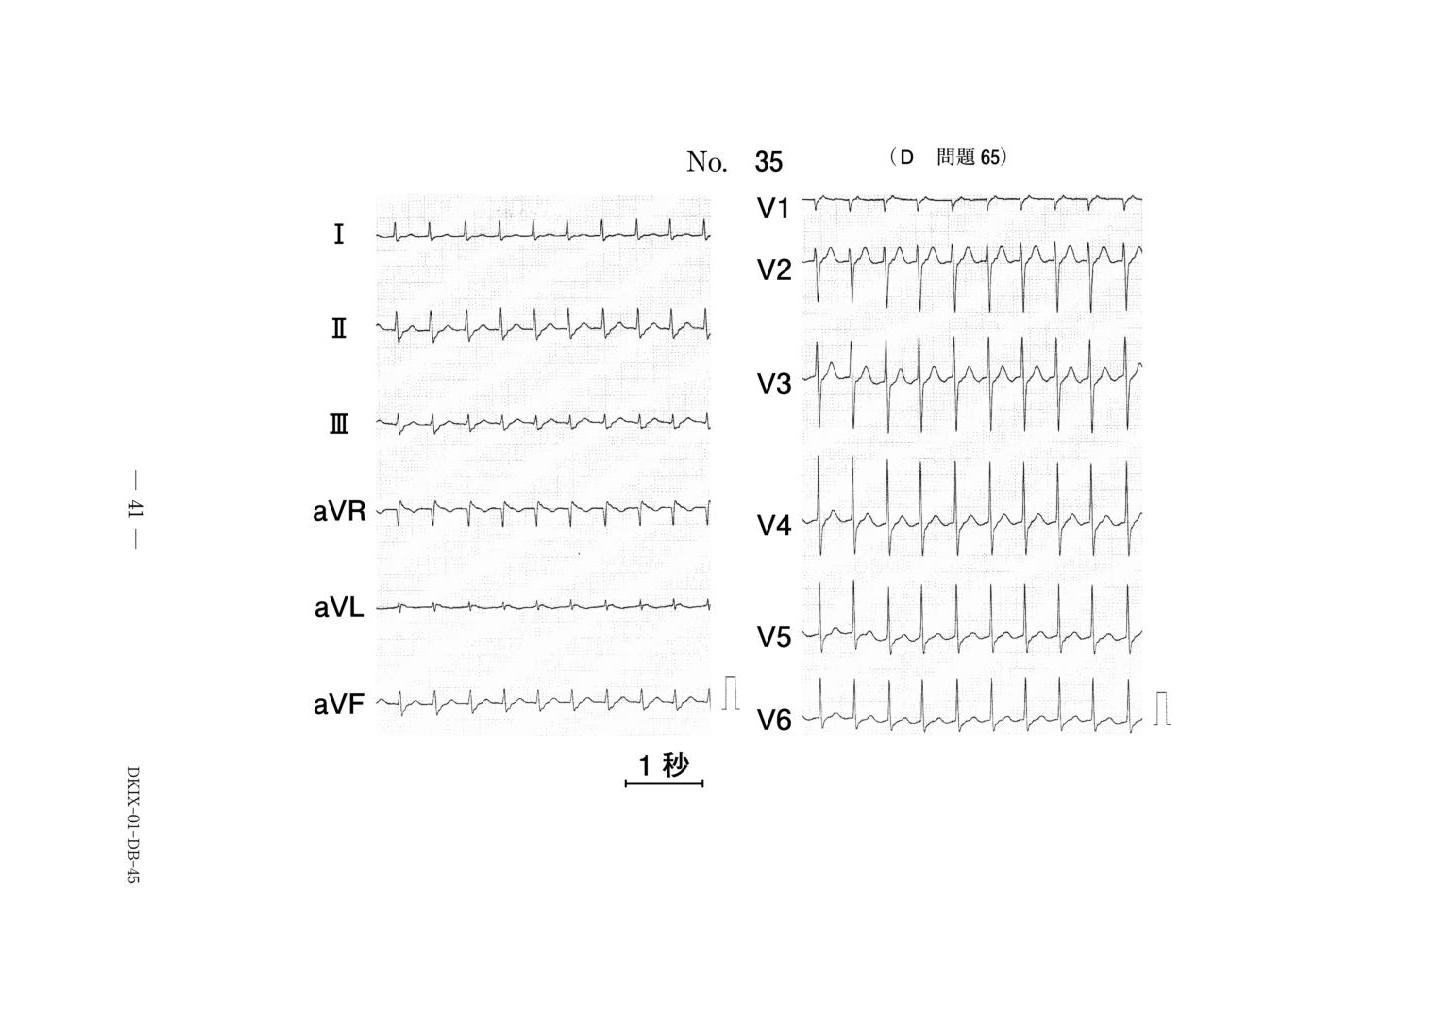 No. 35
(D 問題 65)
I
II
III
aVR
aVL
aVF
1 秒
V1
V2
V3
V4
V5
V6
— 41 —
DKIX-01-DB-45